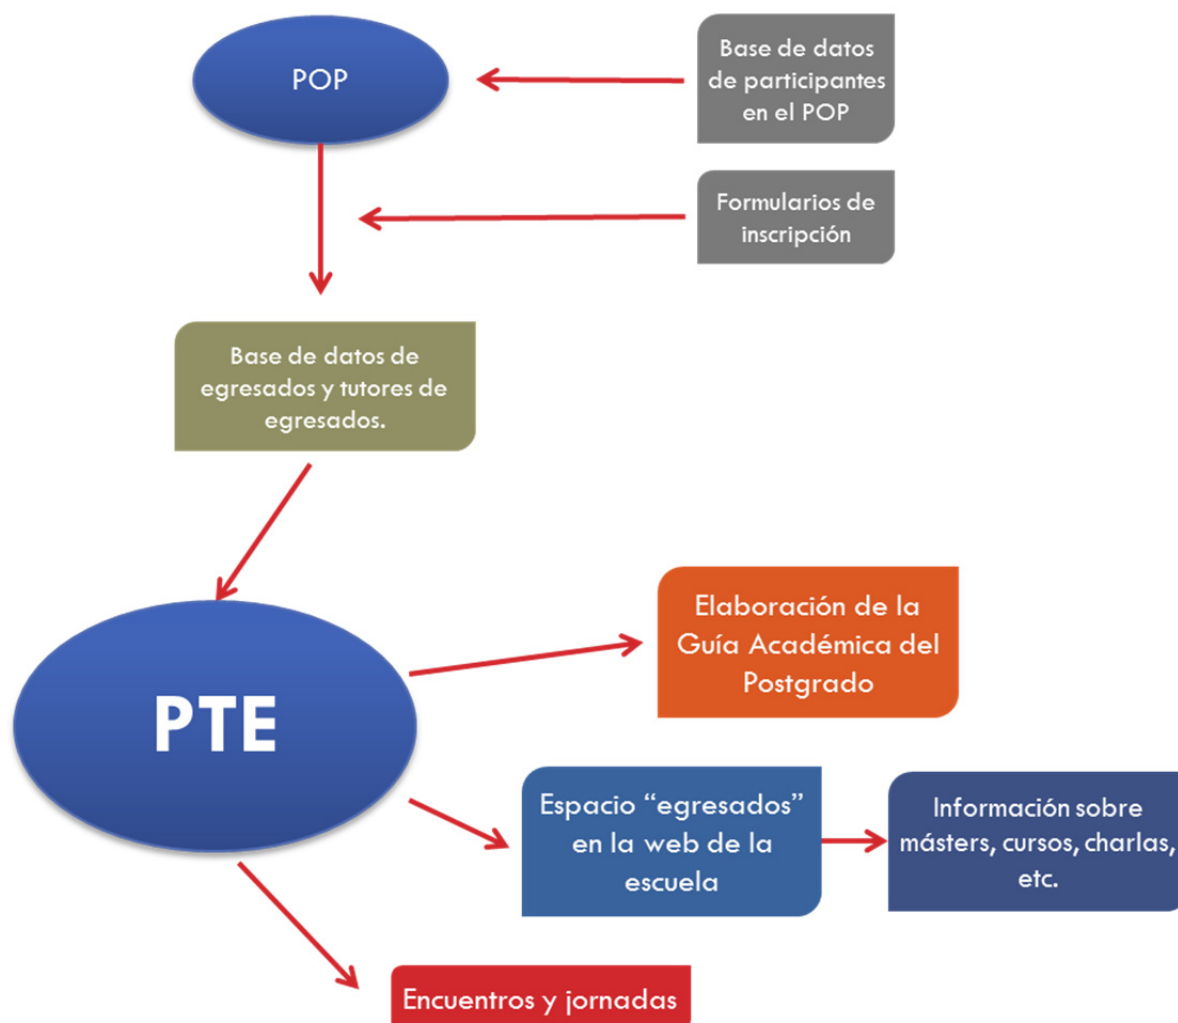 POP
Base de datos
de participantes
en el POP
Formularios de
inscripción
Base de datos de
egresados y tutores de
egresados.
PTE
Elaboración de la
Guía Académica del
Postgrado
Espacio “egresados”
en la web de la
escuela
Información sobre
másters, cursos, charlas,
etc.
Encuentros y jornadas